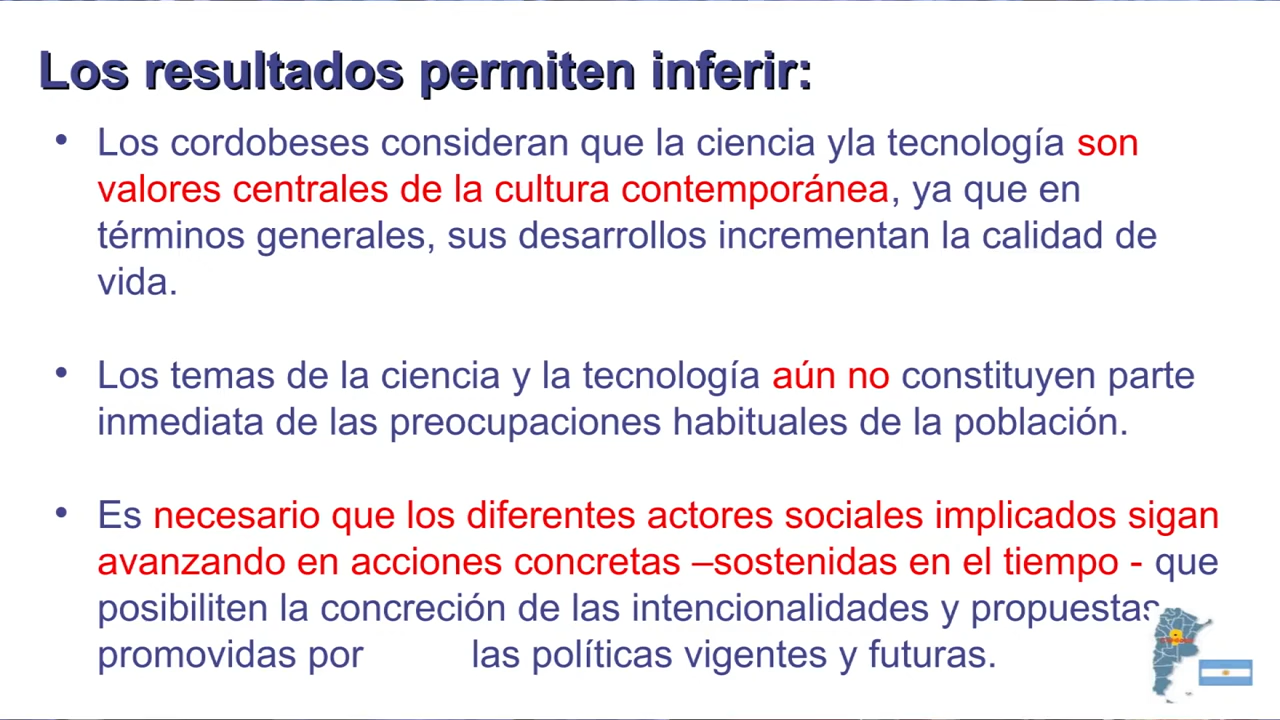 Los resultados permiten inferir:
• Los cordobeses consideran que la ciencia yla tecnología son
valores centrales de la cultura contemporánea, ya que en
términos generales, sus desarrollos incrementan la calidad de
vida.
• Los temas de la ciencia y la tecnología aún no constituyen parte
inmediata de las preocupaciones habituales de la población.
• Es necesario que los diferentes actores sociales implicados sigan
avanzando en acciones concretas –sostenidas en el tiempo - que
posibiliten la concreción de las intencionalidades y propuestas
promovidas por las políticas vigentes y futuras.